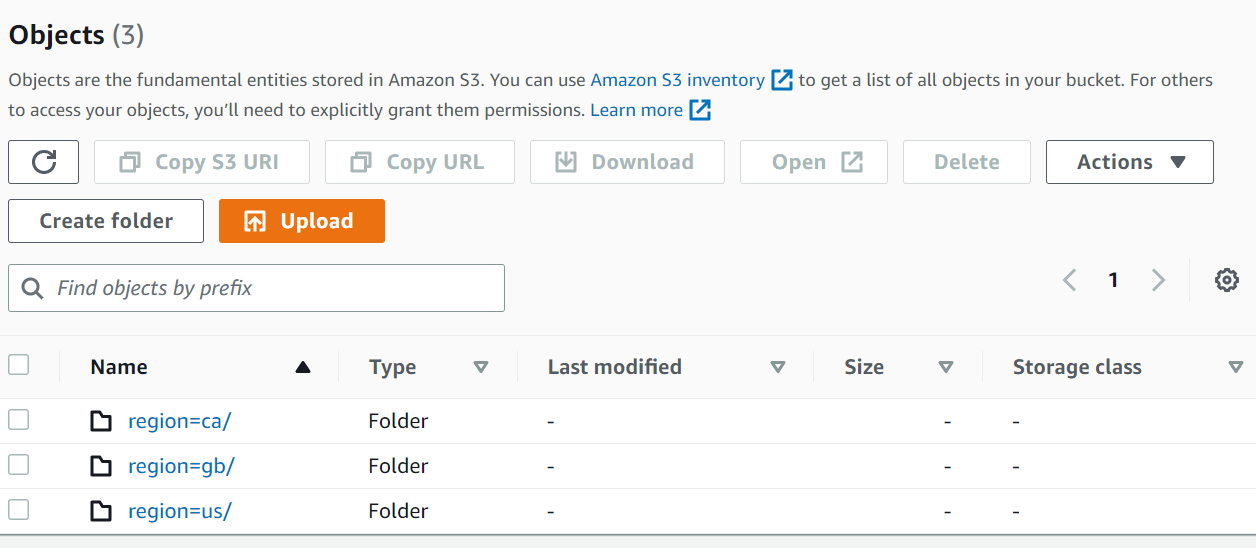 Objects (3)
Objects are the fundamental entities stored in Amazon S3. You can use Amazon S3 inventory to get a list of all objects in your bucket. For others
to access your objects, you’ll need to explicitly grant them permissions. Learn more
Copy S3 URI Copy URL Download Open Delete Actions
Create folder Upload
Find objects by prefix 1
Name Type Last modified Size Storage class
region=ca/ Folder - - -
region=gb/ Folder - - -
region=us/ Folder - - -